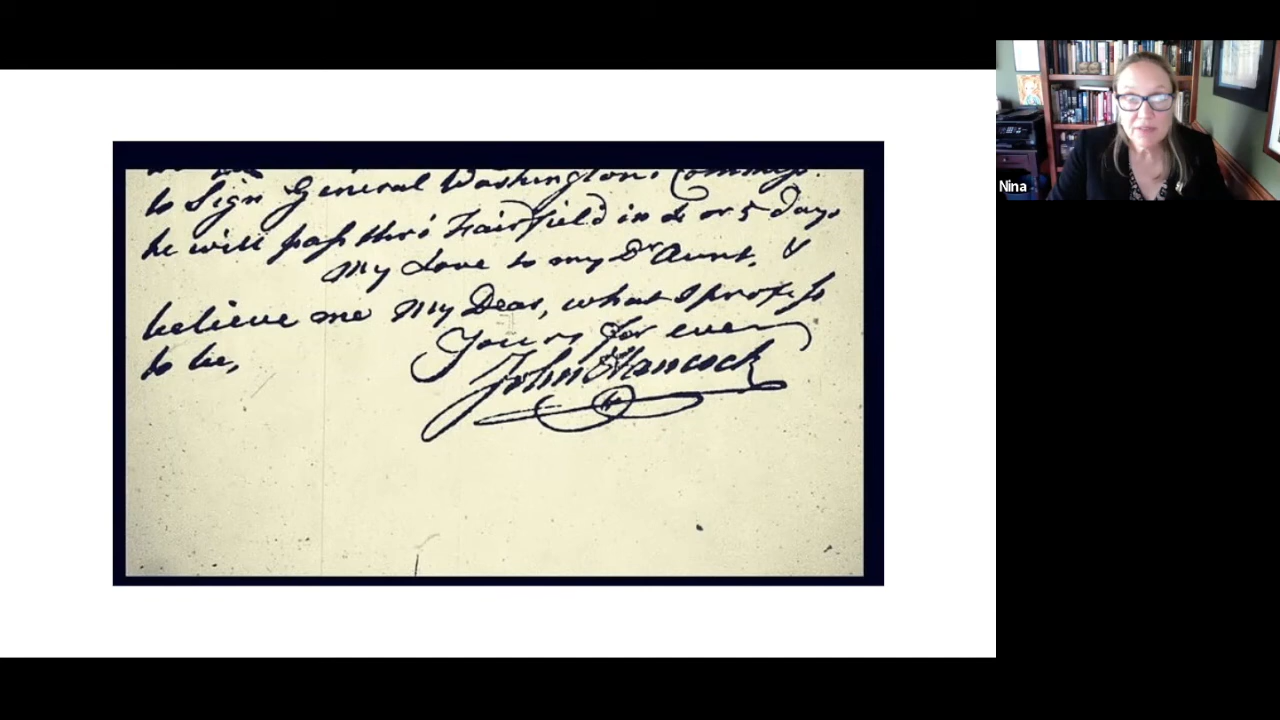 to Sign General Washington's Commiss.
he will pass thro' Fairfield in 4 or 5 days
My Love to my Dr Aunt, &
believe me My Dear, what I profess
to be,
Yours for ever
John Hancock
Nina